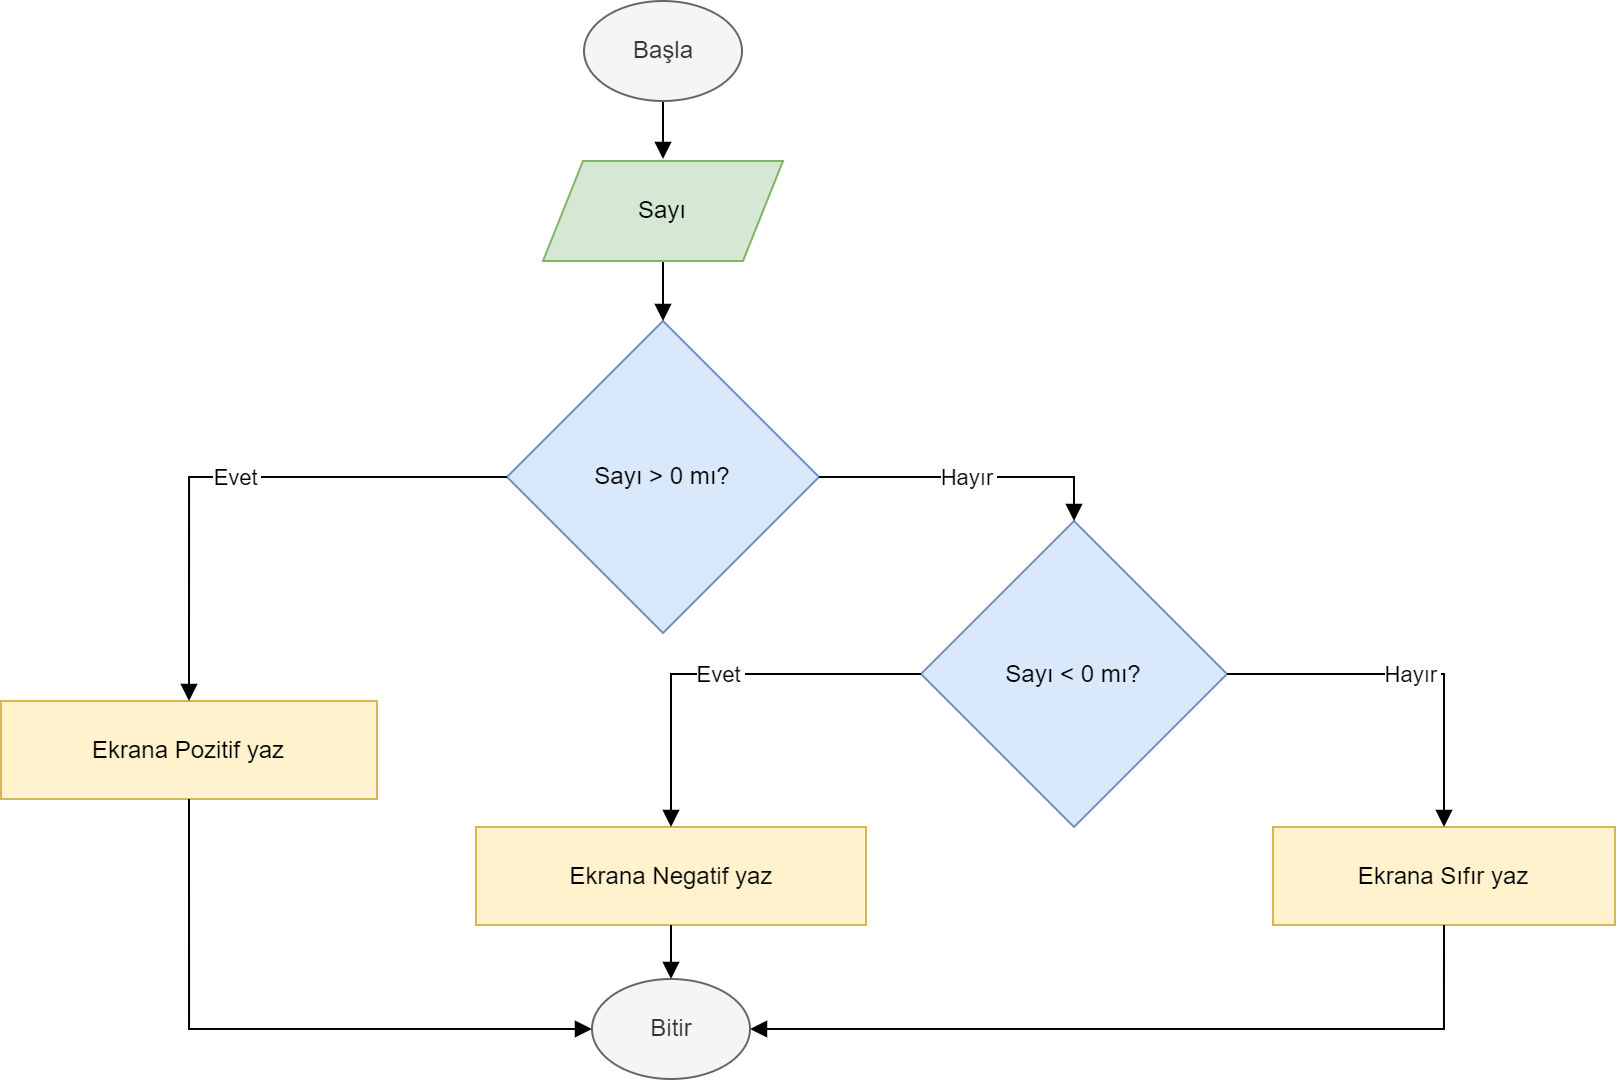 Başla
Sayı
Sayı > 0 mı?
Evet
Hayır
Sayı < 0 mı?
Evet
Hayır
Ekrana Pozitif yaz
Ekrana Negatif yaz
Ekrana Sıfır yaz
Bitir